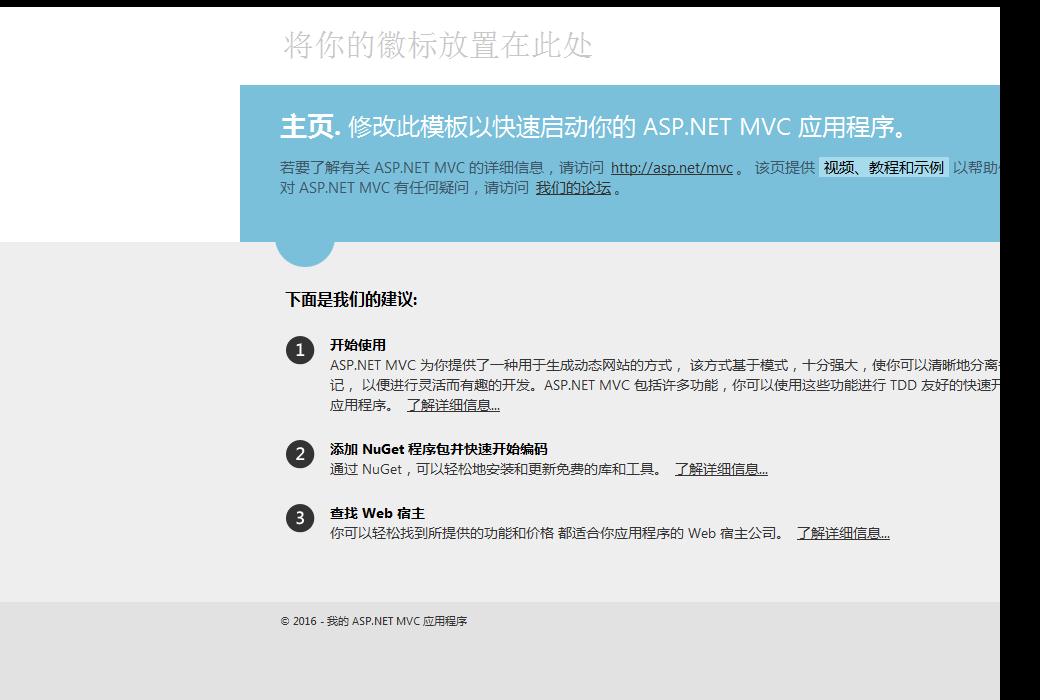 将你的徽标放置在此处
主页. 修改此模板以快速启动你的 ASP.NET MVC 应用程序。
若要了解有关 ASP.NET MVC 的详细信息，请访问 http://asp.net/mvc。 该页提供 视频、教程和示例 以帮助
对 ASP.NET MVC 有任何疑问，请访问 我们的论坛。
下面是我们的建议:
1 开始使用
ASP.NET MVC 为你提供了一种用于生成动态网站的方式， 该方式基于模式，十分强大，使你可以清晰地分离
记， 以便进行灵活而有趣的开发。ASP.NET MVC 包括许多功能，你可以使用这些功能进行 TDD 友好的快速开
应用程序。 了解详细信息...
2 添加 NuGet 程序包并快速开始编码
通过 NuGet，可以轻松地安装和更新免费的库和工具。 了解详细信息...
3 查找 Web 宿主
你可以轻松找到所提供的功能和价格 都适合你应用程序的 Web 宿主公司。 了解详细信息...
© 2016 - 我的 ASP.NET MVC 应用程序